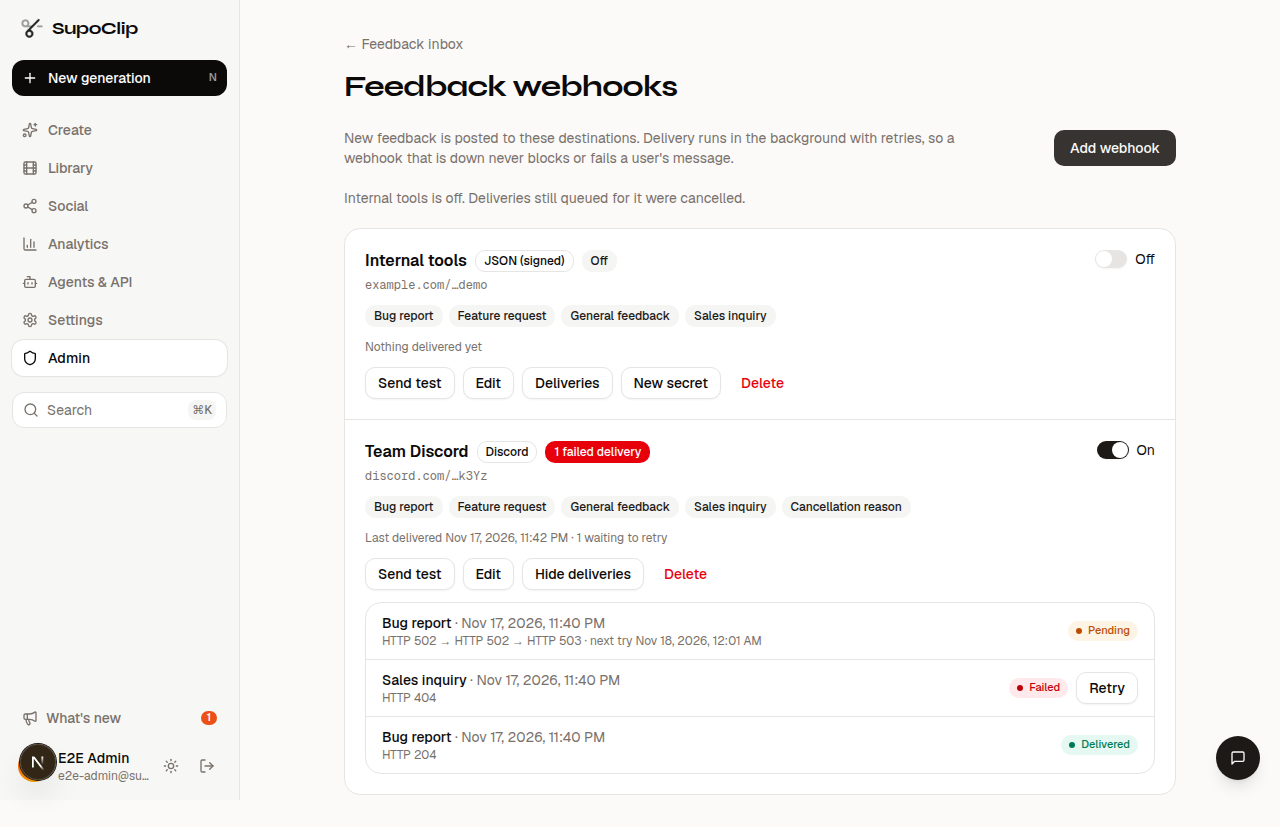 SupoClip
New generation N
Create
Library
Social
Analytics
Agents & API
Settings
Admin
Search ⌘K
What's new 1
N
E2E Admin
e2e-admin@su...
← Feedback inbox
Feedback webhooks
New feedback is posted to these destinations. Delivery runs in the background with retries, so a
webhook that is down never blocks or fails a user's message.
Add webhook
Internal tools is off. Deliveries still queued for it were cancelled.
Internal tools JSON (signed) Off
Off
example.com/…demo
Bug report Feature request General feedback Sales inquiry
Nothing delivered yet
Send test Edit Deliveries New secret Delete
Team Discord Discord 1 failed delivery
On
discord.com/…k3Yz
Bug report Feature request General feedback Sales inquiry Cancellation reason
Last delivered Nov 17, 2026, 11:42 PM · 1 waiting to retry
Send test Edit Hide deliveries Delete
Bug report · Nov 17, 2026, 11:40 PM
HTTP 502 → HTTP 502 → HTTP 503 · next try Nov 18, 2026, 12:01 AM
Pending
Sales inquiry · Nov 17, 2026, 11:40 PM
HTTP 404
Failed Retry
Bug report · Nov 17, 2026, 11:40 PM
HTTP 204
Delivered